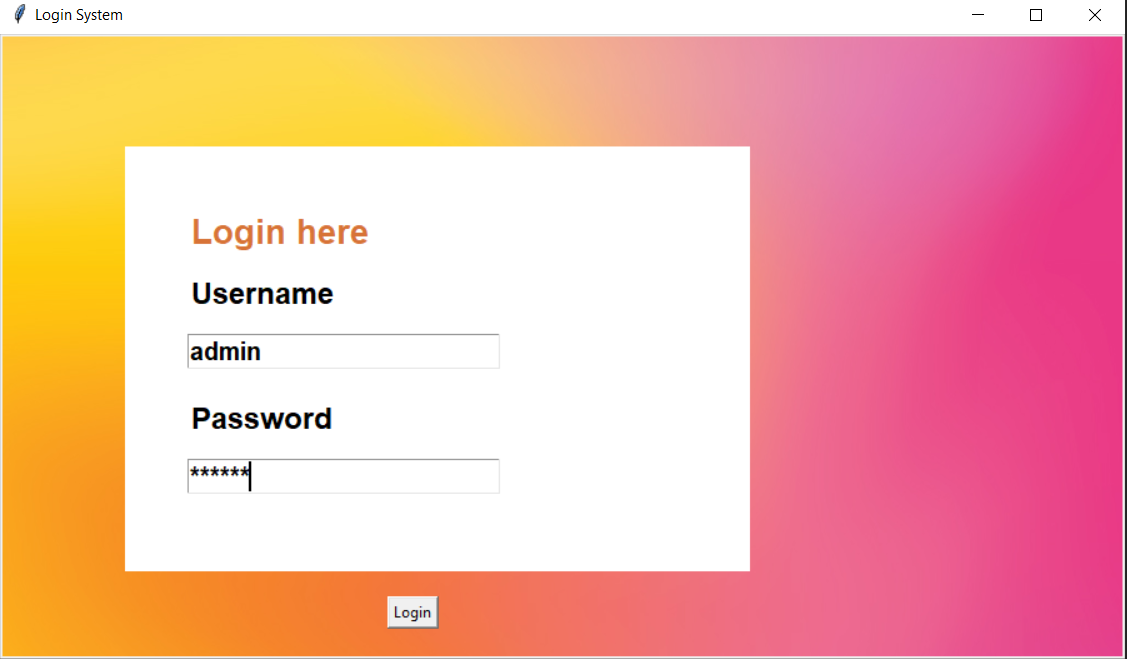 Login System
Login here
Username
admin
Password
******
Login